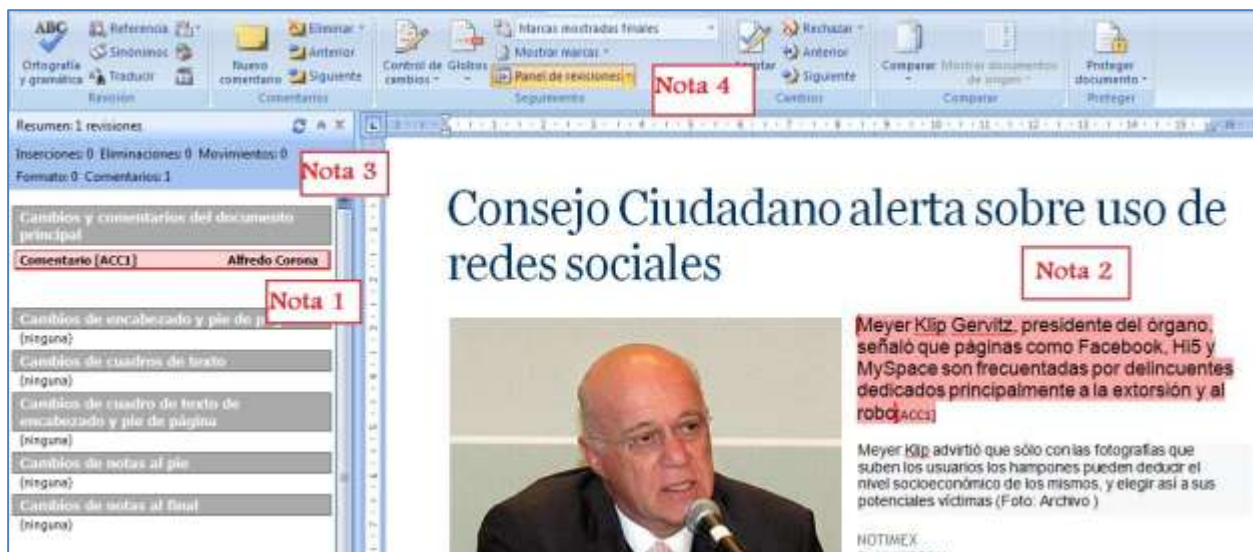 ABC Referencia Eliminar Marcas mostradas finales Rechazar
Sinónimos Anterior Mostrar marcas Anterior
Ortografía y gramática Traducir Nuevo comentario Siguiente Control de cambios Globos Panel de revisiones Siguiente Comparar Mostrar documentos de origen Proteger documento
Revisión Comentarios Seguimiento Cambios Comparar Proteger
Nota 4
Resumen: 1 revisiones
Inserciones: 0 Eliminaciones: 0 Movimientos: 0
Formato: 0 Comentarios: 1
Nota 3
Cambios y comentarios del documento
principal
Comentario [ACC1] Alfredo Corona
Nota 1
Cambios de encabezado y pie de
(ninguna)
Cambios de cuadros de texto
(ninguna)
Cambios de cuadro de texto de
encabezado y pie de página
(ninguna)
Cambios de notas al pie
(ninguna)
Cambios de notas al final
(ninguna)
Consejo Ciudadano alerta sobre uso de
redes sociales
Nota 2
Meyer Klip Gervitz, presidente del órgano,
señaló que páginas como Facebook, Hi5 y
MySpace son frecuentadas por delincuentes
dedicados principalmente a la extorsión y al
robo[ACC1]
Meyer Klip advirtió que sólo con las fotografías que
suben los usuarios los hampones pueden deducir el
nivel socioeconómico de los mismos, y elegir así a sus
potenciales víctimas (Foto: Archivo )
NOTIMEX